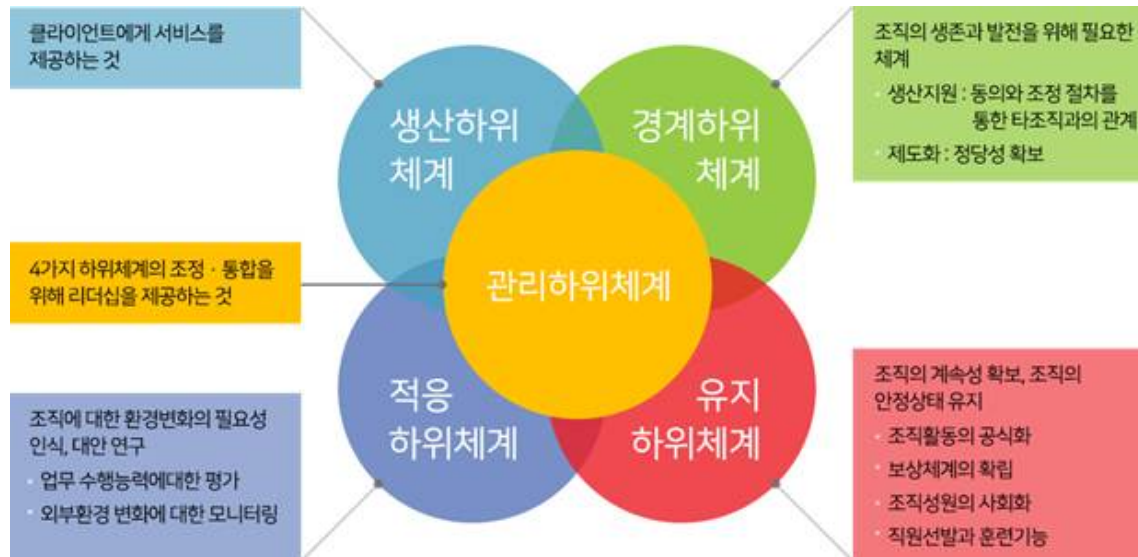 클라이언트에게 서비스를
제공하는 것
조직의 생존과 발전을 위해 필요한
체계
· 생산지원 : 동의와 조정 절차를
통한 타조직과의 관계
· 제도화 : 정당성 확보
생산하위
체계
경계하위
체계
4가지 하위체계의 조정 · 통합을
위해 리더십을 제공하는 것
관리하위체계
적응
하위체계
유지
하위체계
조직에 대한 환경변화의 필요성
인식, 대안 연구
· 업무 수행능력에대한 평가
· 외부환경 변화에 대한 모니터링
조직의 계속성 확보, 조직의
안정상태 유지
· 조직활동의 공식화
· 보상체계의 확립
· 조직성원의 사회화
· 직원선발과 훈련기능